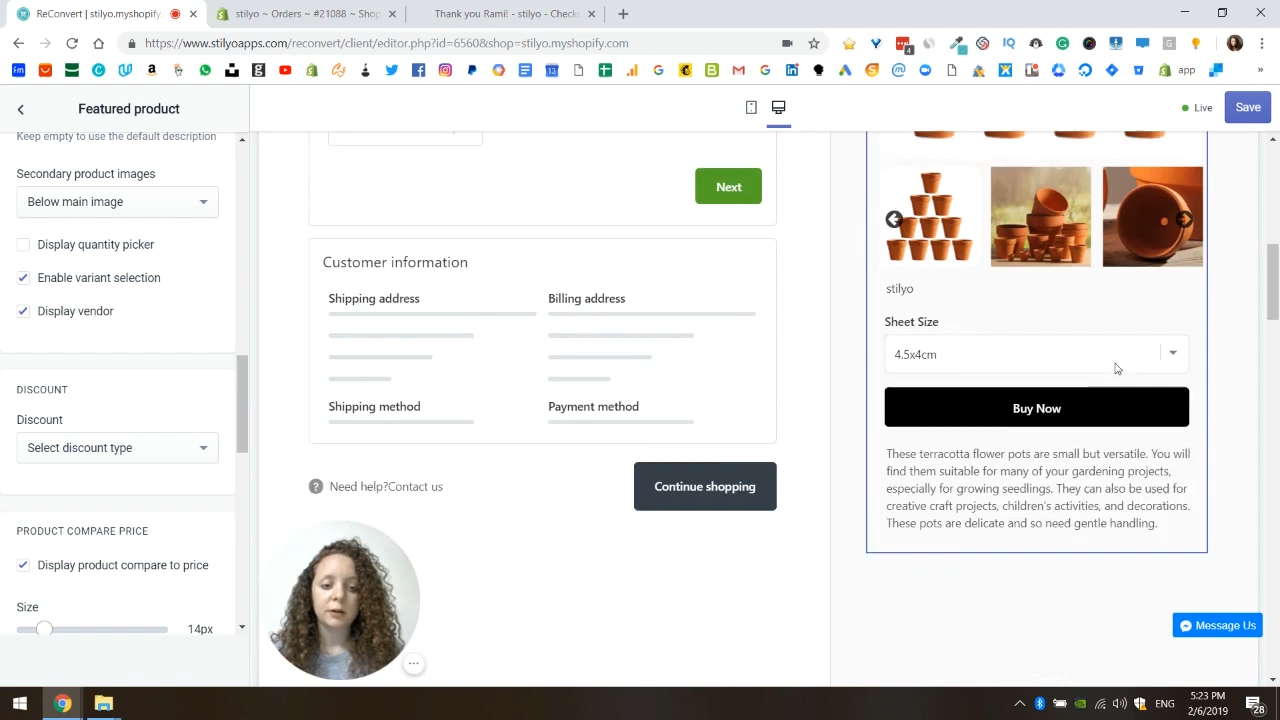 ReConvert | stilyo.myshopify.
stilyo ~ Orders ~ #21088 ~ Shop
Thank you Rami! - stilyo - Check
https://www.stilyoapps.com/reconvert/client/editor.php?id=6560&shop=stilyo.myshopify.com
app
Featured product
Live
Save
Keep empty to use the default description
Secondary product images
Below main image
Display quantity picker
Enable variant selection
Display vendor
DISCOUNT
Discount
Select discount type
PRODUCT COMPARE PRICE
Display product compare to price
Size
14px
Next
Customer information
Shipping address
Billing address
Shipping method
Payment method
Need help?Contact us
Continue shopping
stilyo
Sheet Size
4.5x4cm
Buy Now
These terracotta flower pots are small but versatile. You will
find them suitable for many of your gardening projects,
especially for growing seedlings. They can also be used for
creative craft projects, children's activities, and decorations.
These pots are delicate and so need gentle handling.
Message Us
ENG
5:23 PM
2/6/2019
28